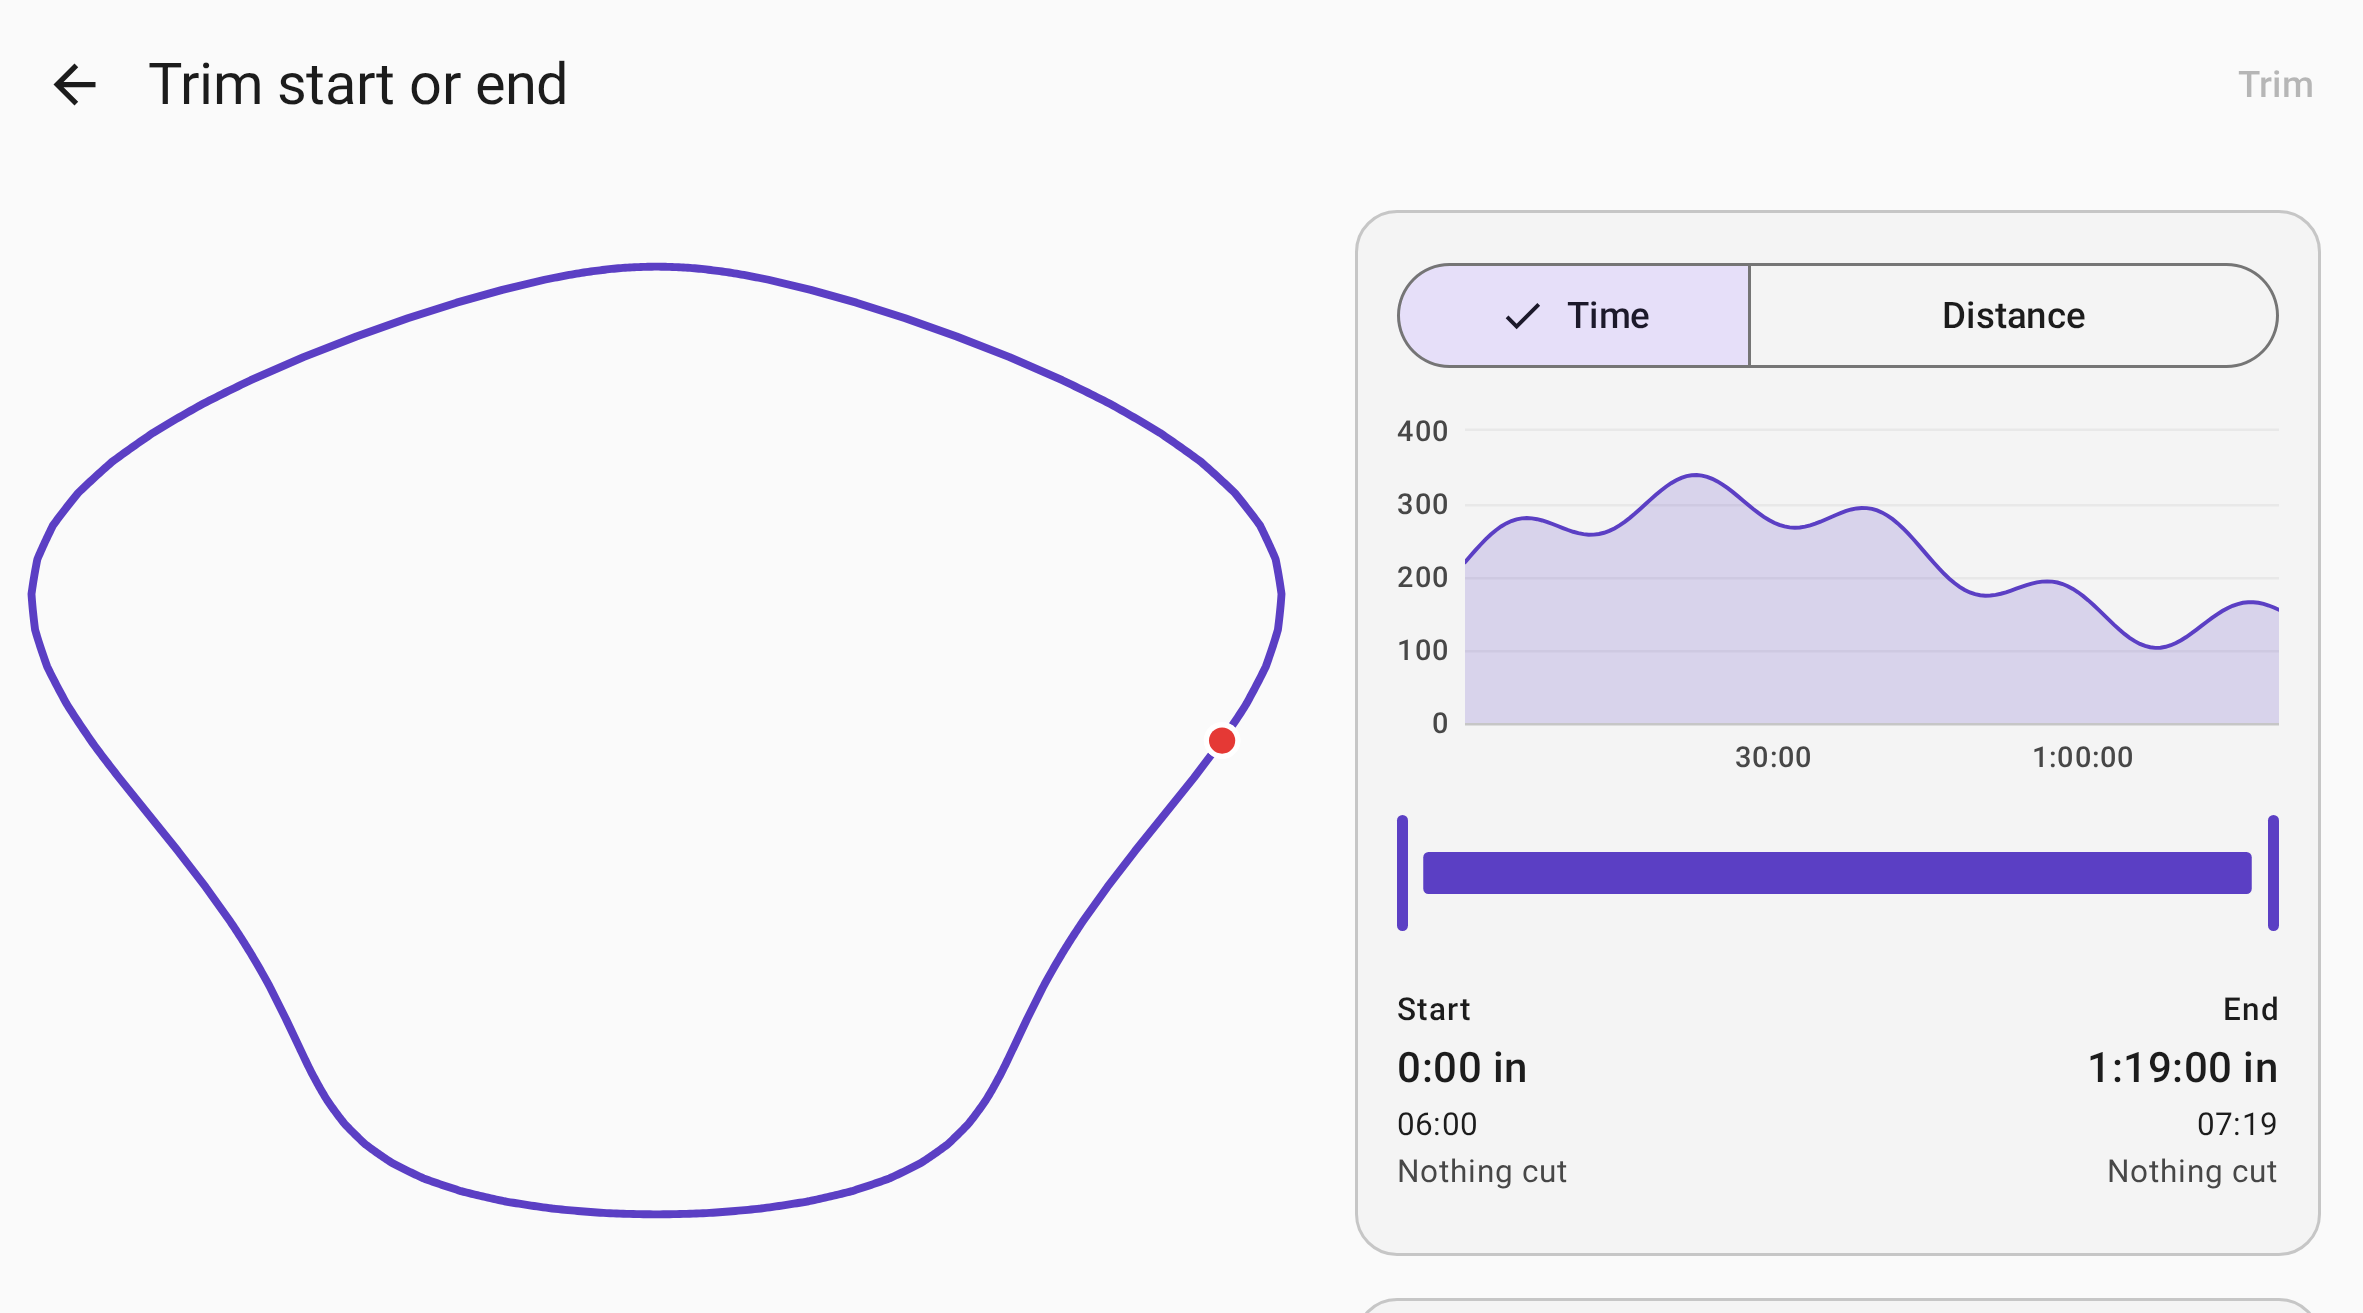 Trim start or end
Trim
Time
Distance
400
300
200
100
0
30:00
1:00:00
Start
End
0:00 in
1:19:00 in
06:00
07:19
Nothing cut
Nothing cut